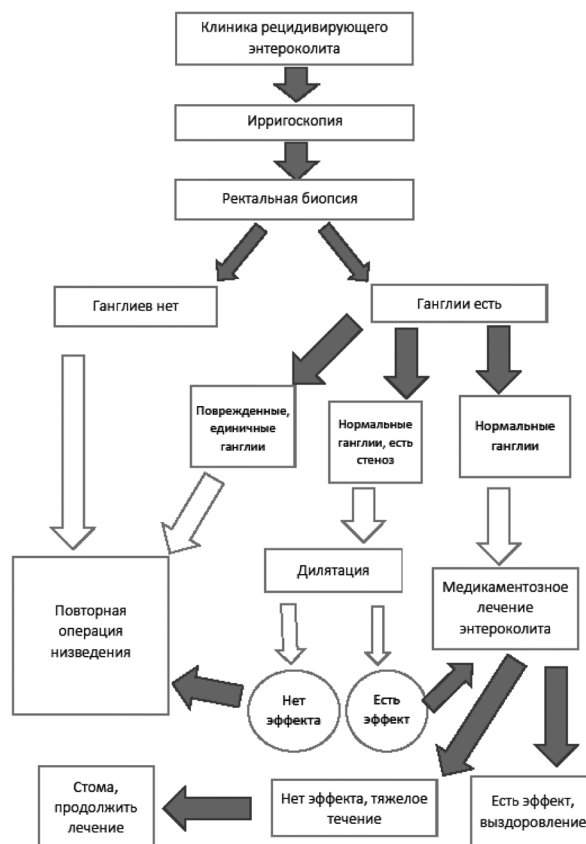 Клиника рецидивирующего
энтероколита
Ирригоскопия
Ректальная биопсия
Ганглиев нет
Ганглии есть
Поврежденные,
единичные
ганглии
Нормальные
ганглии, есть
стеноз
Нормальные
ганглии
Дилятация
Повторная
операция
низведения
Медикаментозное
лечение
энтероколита
Нет
эффекта
Есть
эффект
Стома,
продолжить
лечение
Нет эффекта, тяжелое
течение
Есть эффект,
выздоровление